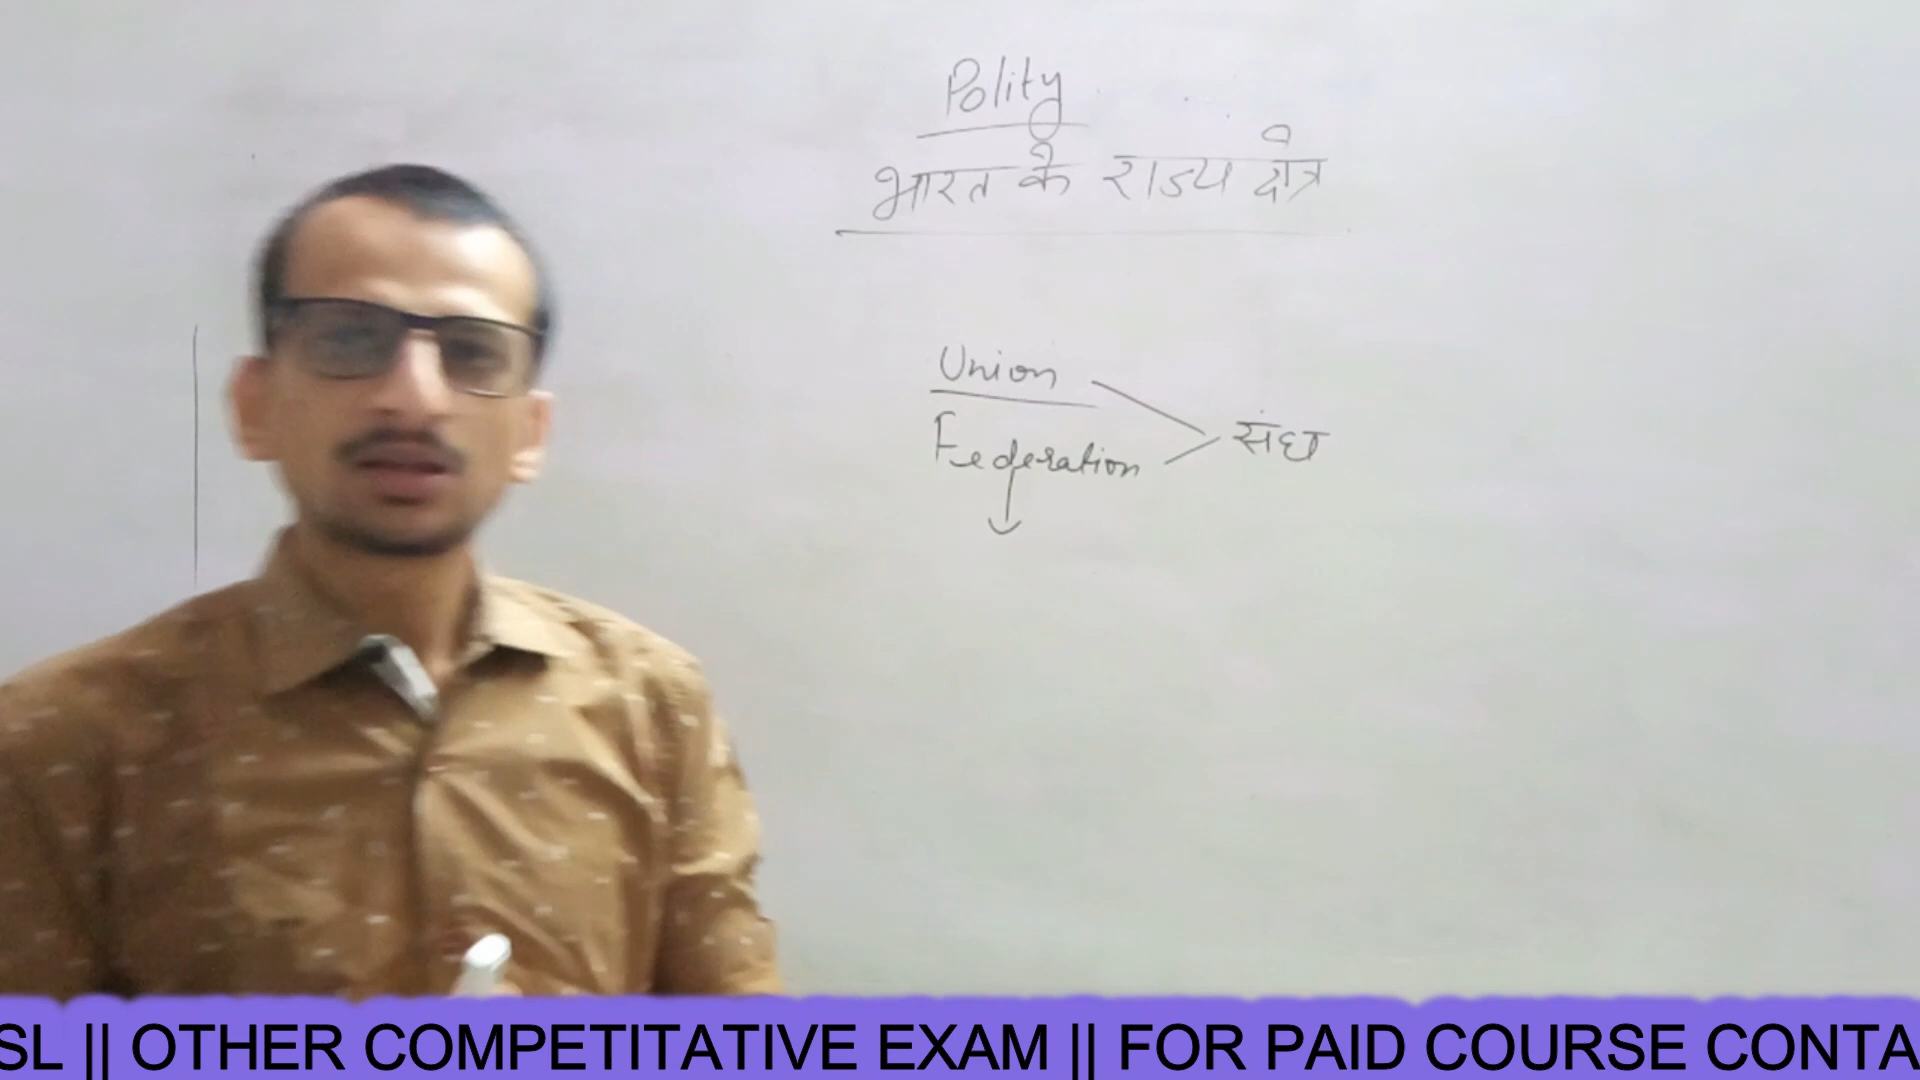 Polity
भारत के राज्य क्षेत्र
Union
Federation
संघ
SL || OTHER COMPETITATIVE EXAM || FOR PAID COURSE CONTA